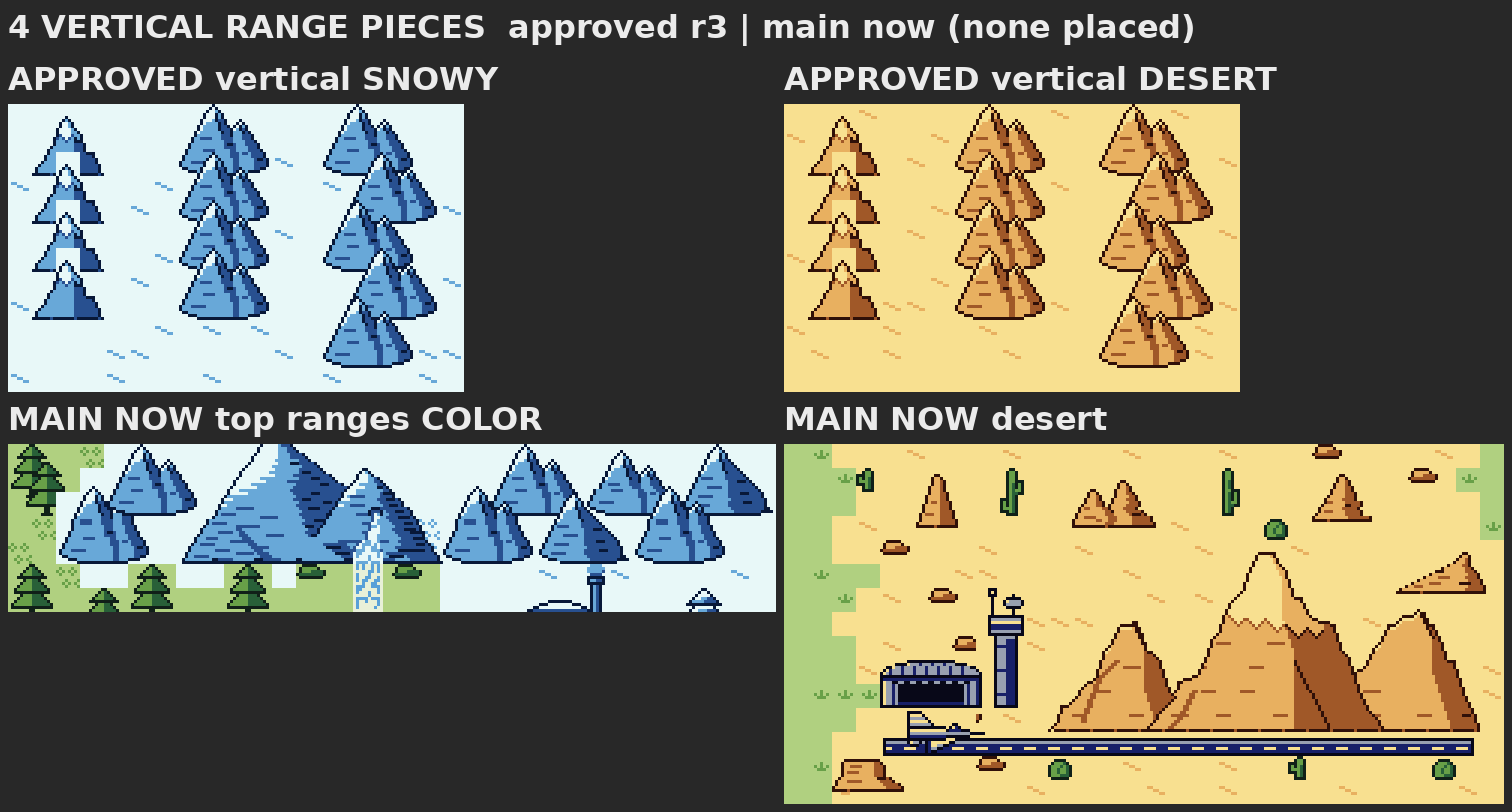 4 VERTICAL RANGE PIECES  approved r3 | main now (none placed)
APPROVED vertical SNOWY
APPROVED vertical DESERT
MAIN NOW top ranges COLOR
MAIN NOW desert